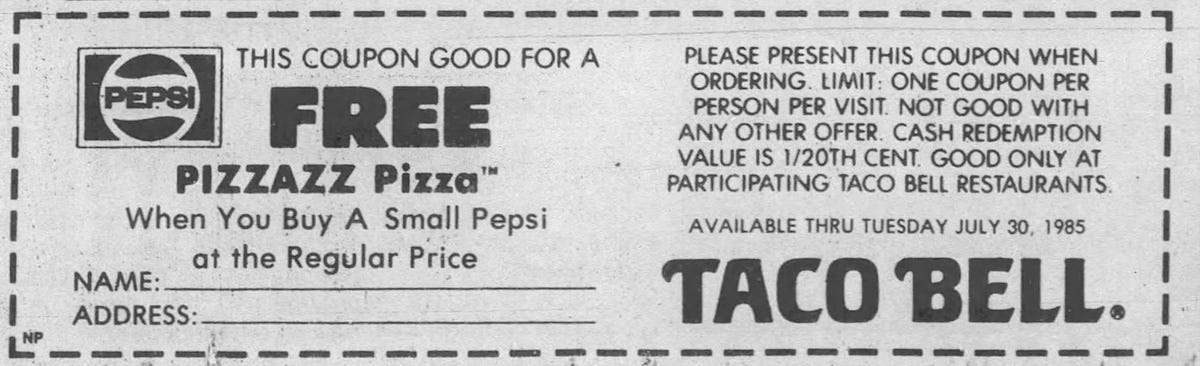 PEPSI
THIS COUPON GOOD FOR A
FREE
PIZZAZZ Pizza™
When You Buy A Small Pepsi
at the Regular Price
NAME:
ADDRESS:
NP
PLEASE PRESENT THIS COUPON WHEN
ORDERING. LIMIT: ONE COUPON PER
PERSON PER VISIT. NOT GOOD WITH
ANY OTHER OFFER. CASH REDEMPTION
VALUE IS 1/20TH CENT. GOOD ONLY AT
PARTICIPATING TACO BELL RESTAURANTS.
AVAILABLE THRU TUESDAY JULY 30, 1985
TACO BELL®